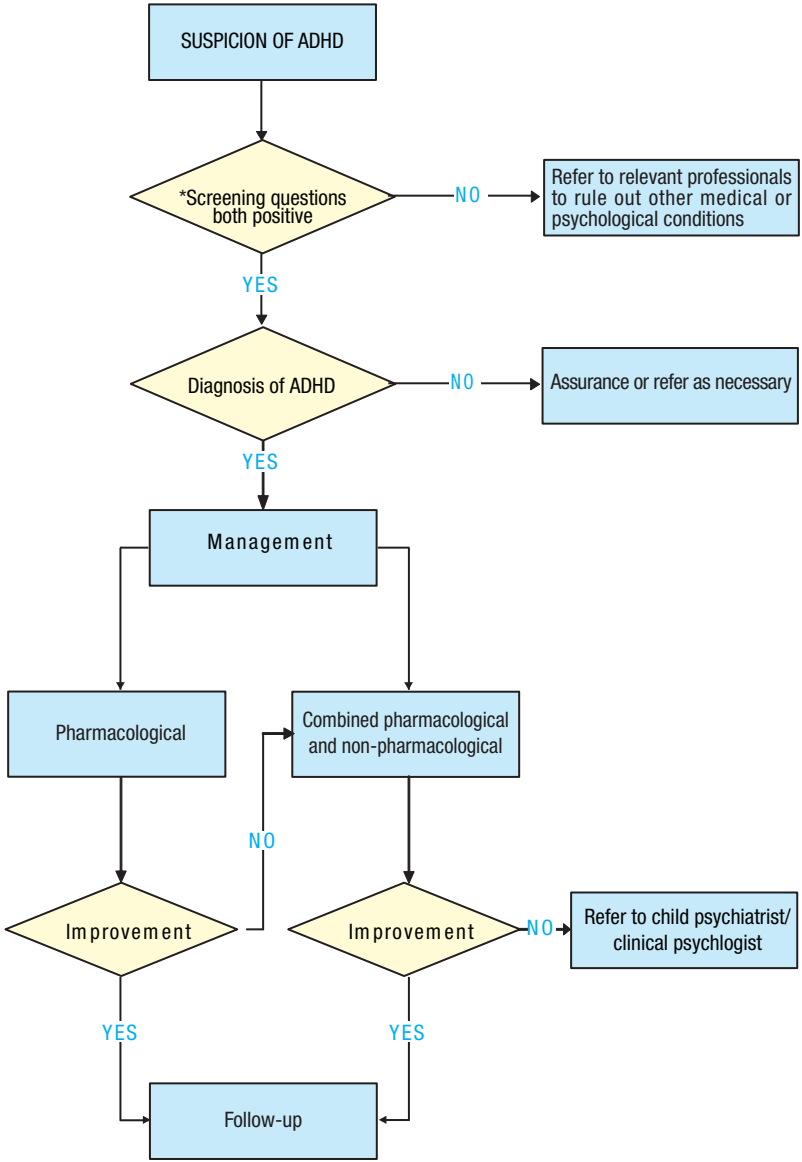 SUSPICION OF ADHD
*Screening questions
both positive
NO
Refer to relevant professionals
to rule out other medical or
psychological conditions
YES
Diagnosis of ADHD
NO
Assurance or refer as necessary
YES
Management
Pharmacological
Combined pharmacological
and non-pharmacological
NO
Improvement
Improvement
NO
Refer to child psychiatrist/
clinical psychlogist
YES
YES
Follow-up